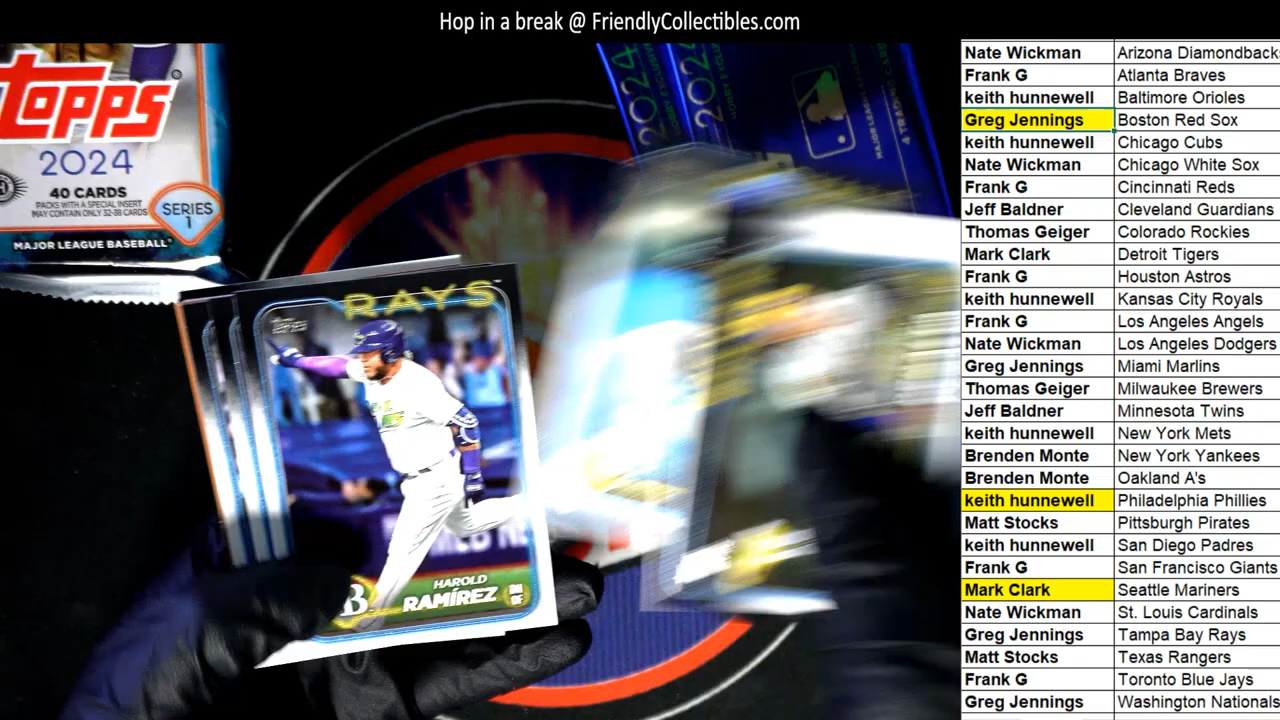 Hop in a break @ FriendlyCollectibles.com
Topps
®
2024
40 CARDS
PACKS WITH A SPECIAL INSERT
MAY CONTAIN ONLY 32-38 CARDS
SERIES
1
MAJOR LEAGUE BASEBALL
2024
202
4 TRADING CAR
RAYS
Topps
HAROLD
RAMÍREZ
Nate Wickman Arizona Diamondbacks
Frank G Atlanta Braves
keith hunnewell Baltimore Orioles
Greg Jennings Boston Red Sox
keith hunnewell Chicago Cubs
Nate Wickman Chicago White Sox
Frank G Cincinnati Reds
Jeff Baldner Cleveland Guardians
Thomas Geiger Colorado Rockies
Mark Clark Detroit Tigers
Frank G Houston Astros
keith hunnewell Kansas City Royals
Frank G Los Angeles Angels
Nate Wickman Los Angeles Dodgers
Greg Jennings Miami Marlins
Thomas Geiger Milwaukee Brewers
Jeff Baldner Minnesota Twins
keith hunnewell New York Mets
Brenden Monte New York Yankees
Brenden Monte Oakland A's
keith hunnewell Philadelphia Phillies
Matt Stocks Pittsburgh Pirates
keith hunnewell San Diego Padres
Frank G San Francisco Giants
Mark Clark Seattle Mariners
Nate Wickman St. Louis Cardinals
Greg Jennings Tampa Bay Rays
Matt Stocks Texas Rangers
Frank G Toronto Blue Jays
Greg Jennings Washington Nationals